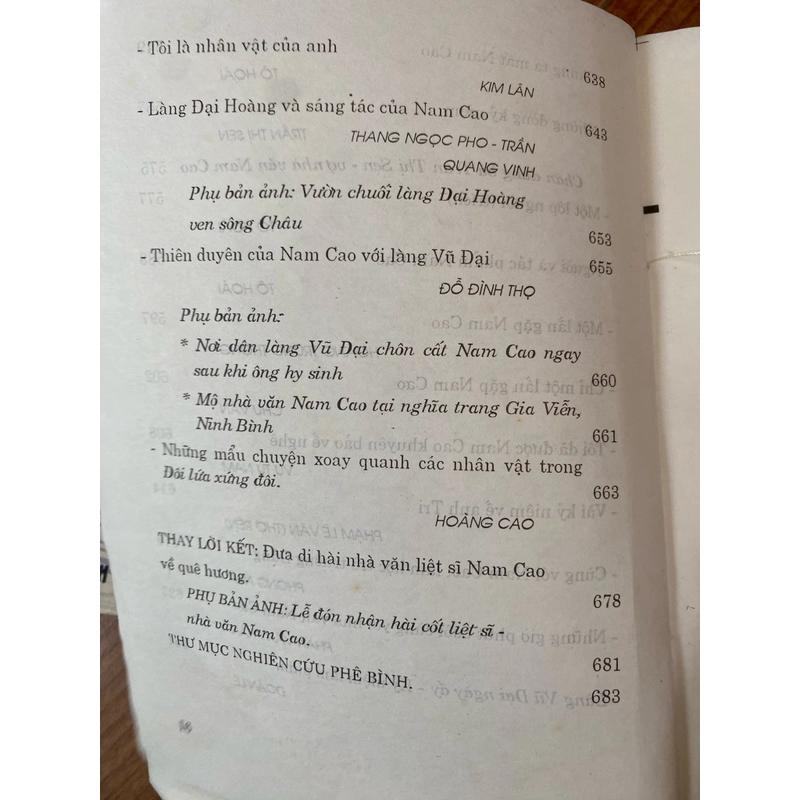 - Tôi là nhân vật của anh 638
KIM LÂN
- Làng Đại Hoàng và sáng tác của Nam Cao 643
THANG NGỌC PHO - TRẦN
QUANG VINH
Phụ bản ảnh: Vườn chuối làng Đại Hoàng
ven sông Châu 653
- Thiên duyên của Nam Cao với làng Vũ Đại 655
ĐỖ ĐÌNH THỌ
Phụ bản ảnh:
* Nơi dân làng Vũ Đại chôn cất Nam Cao ngay
sau khi ông hy sinh 660
* Mộ nhà văn Nam Cao tại nghĩa trang Gia Viễn,
Ninh Bình 661
- Những mẩu chuyện xoay quanh các nhân vật trong
Đôi lứa xứng đôi. 663
HOÀNG CAO
THAY LỜI KẾT: Đưa di hài nhà văn liệt sĩ Nam Cao
về quê hương. 678
PHỤ BẢN ẢNH: Lễ đón nhận hài cốt liệt sĩ -
nhà văn Nam Cao. 681
THƯ MỤC NGHIÊN CỨU PHÊ BÌNH. 683